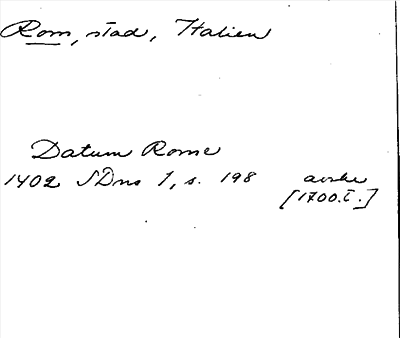 Rom, stad, Italien
Datum Rome
1402 SDns 1, s. 198 avskr
[1700.t.]